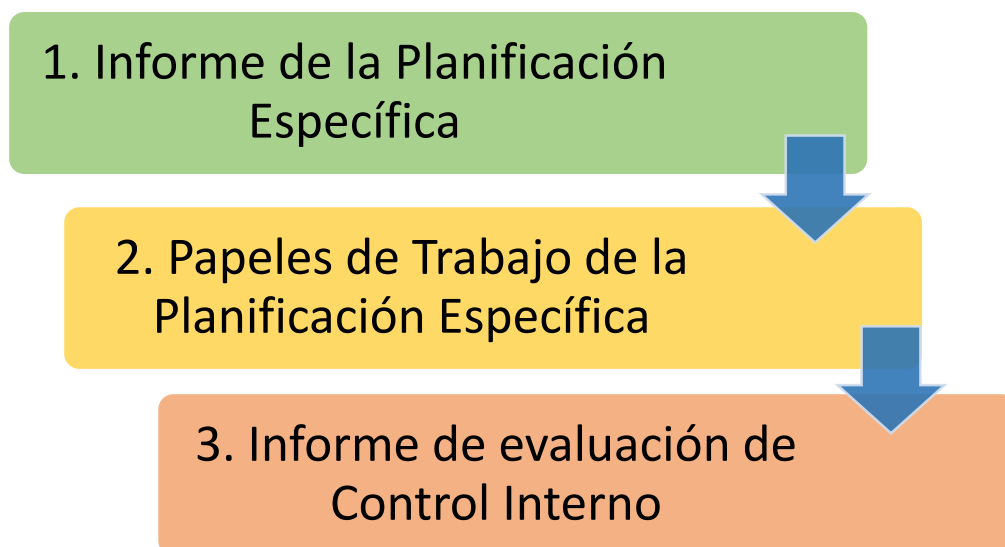 1. Informe de la Planificación
Específica
2. Papeles de Trabajo de la
Planificación Específica
3. Informe de evaluación de
Control Interno